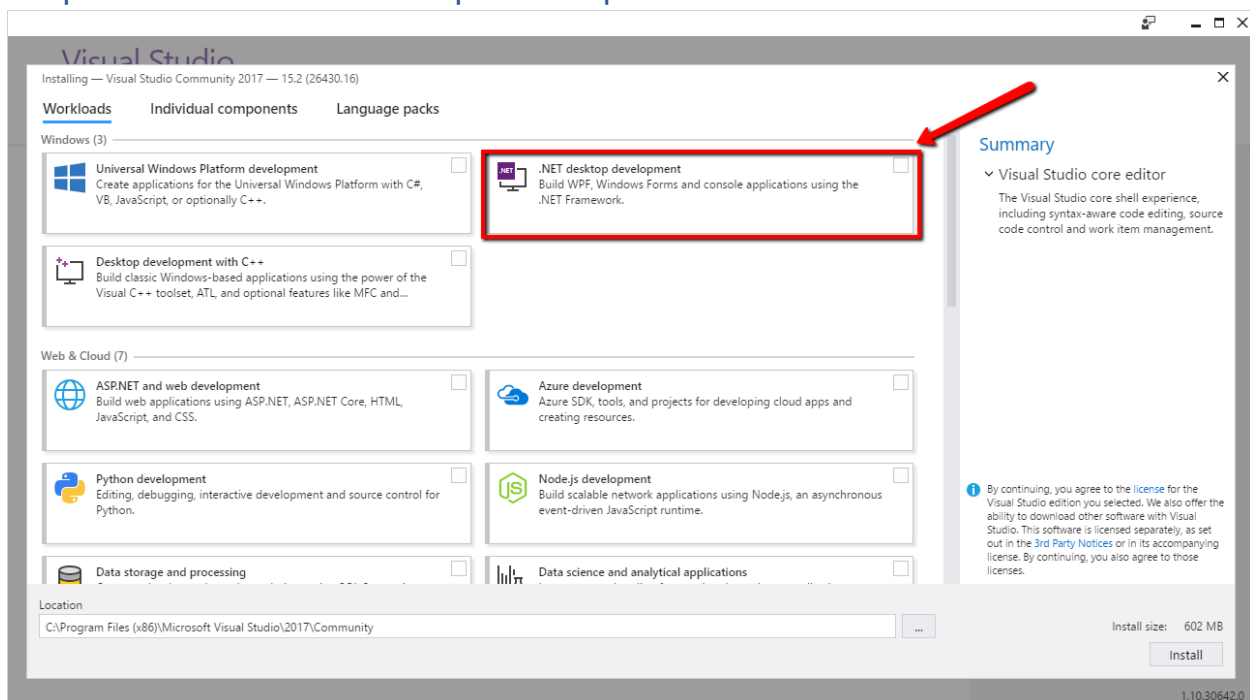 Visual Studio
Installing — Visual Studio Community 2017 — 15.2 (26430.16)
Workloads
Individual components
Language packs
Windows (3)
Universal Windows Platform development
Create applications for the Universal Windows Platform with C#,
VB, JavaScript, or optionally C++.
.NET
.NET desktop development
Build WPF, Windows Forms and console applications using the
.NET Framework.
Desktop development with C++
Build classic Windows-based applications using the power of the
Visual C++ toolset, ATL, and optional features like MFC and...
Web & Cloud (7)
ASP.NET and web development
Build web applications using ASP.NET, ASP.NET Core, HTML,
JavaScript, and CSS.
Azure development
Azure SDK, tools, and projects for developing cloud apps and
creating resources.
Python development
Editing, debugging, interactive development and source control for
Python.
JS
Node.js development
Build scalable network applications using Node.js, an asynchronous
event-driven JavaScript runtime.
Data storage and processing
Data science and analytical applications
Summary
Visual Studio core editor
The Visual Studio core shell experience,
including syntax-aware code editing, source
code control and work item management.
By continuing, you agree to the license for the
Visual Studio edition you selected. We also offer the
ability to download other software with Visual
Studio. This software is licensed separately, as set
out in the 3rd Party Notices or in its accompanying
license. By continuing, you also agree to those
licenses.
Location
C:\Program Files (x86)\Microsoft Visual Studio\2017\Community
...
Install size: 602 MB
Install
1.10.30642.0